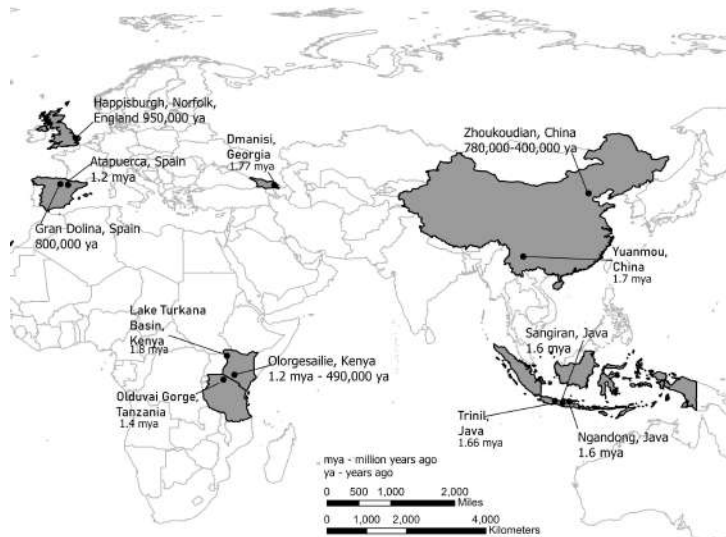 Happisburgh, Norfolk,
England 950,000 ya
Atapuerca, Spain
1.2 mya
Gran Dolina, Spain
800,000 ya
Dmanisi,
Georgia
1.77 mya
Zhoukoudian, China
780,000-400,000 ya
Yuanmou,
China
1.7 mya
Lake Turkana
Basin,
Kenya
1.8 mya
Olorgesailie, Kenya
1.2 mya - 490,000 ya
Olduvai Gorge,
Tanzania
1.4 mya
Sangiran, Java
1.6 mya
Trinil,
Java
1.66 mya
Ngandong, Java
1.6 mya
mya - million years ago
ya - years ago
0 500 1,000 2,000
Miles
0 1,000 2,000 4,000
Kilometers